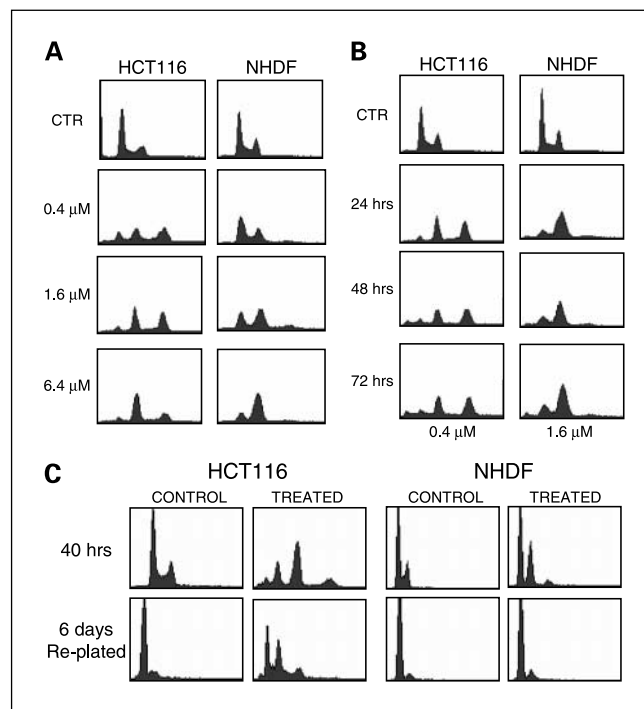 A
HCT116 NHDF
CTR
0.4 µM
1.6 µM
6.4 µM
B
HCT116 NHDF
CTR
24 hrs
48 hrs
72 hrs
0.4 µM 1.6 µM
C
HCT116 NHDF
CONTROL TREATED CONTROL TREATED
40 hrs
6 days
Re-plated